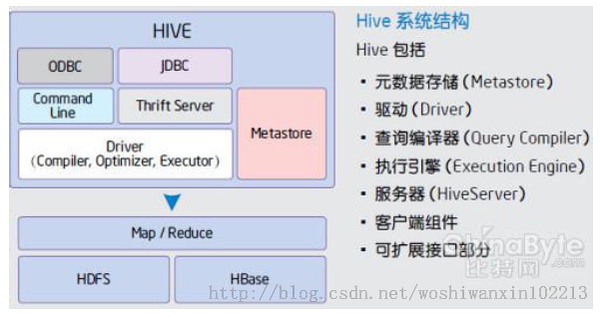 HIVE
ODBC
JDBC
Command
Line
Thrift Server
Metastore
Driver
(Compiler, Optimizer, Executor)
Map / Reduce
HDFS
HBase
Hive 系统结构
Hive 包括
· 元数据存储（Metastore）
· 驱动（Driver）
· 查询编译器（Query Compiler）
· 执行引擎（Execution Engine）
· 服务器（HiveServer）
· 客户端组件
· 可扩展接口部分
ChinaByte
比特网.com
http://blog.csdn.net/woshiwanxin102213